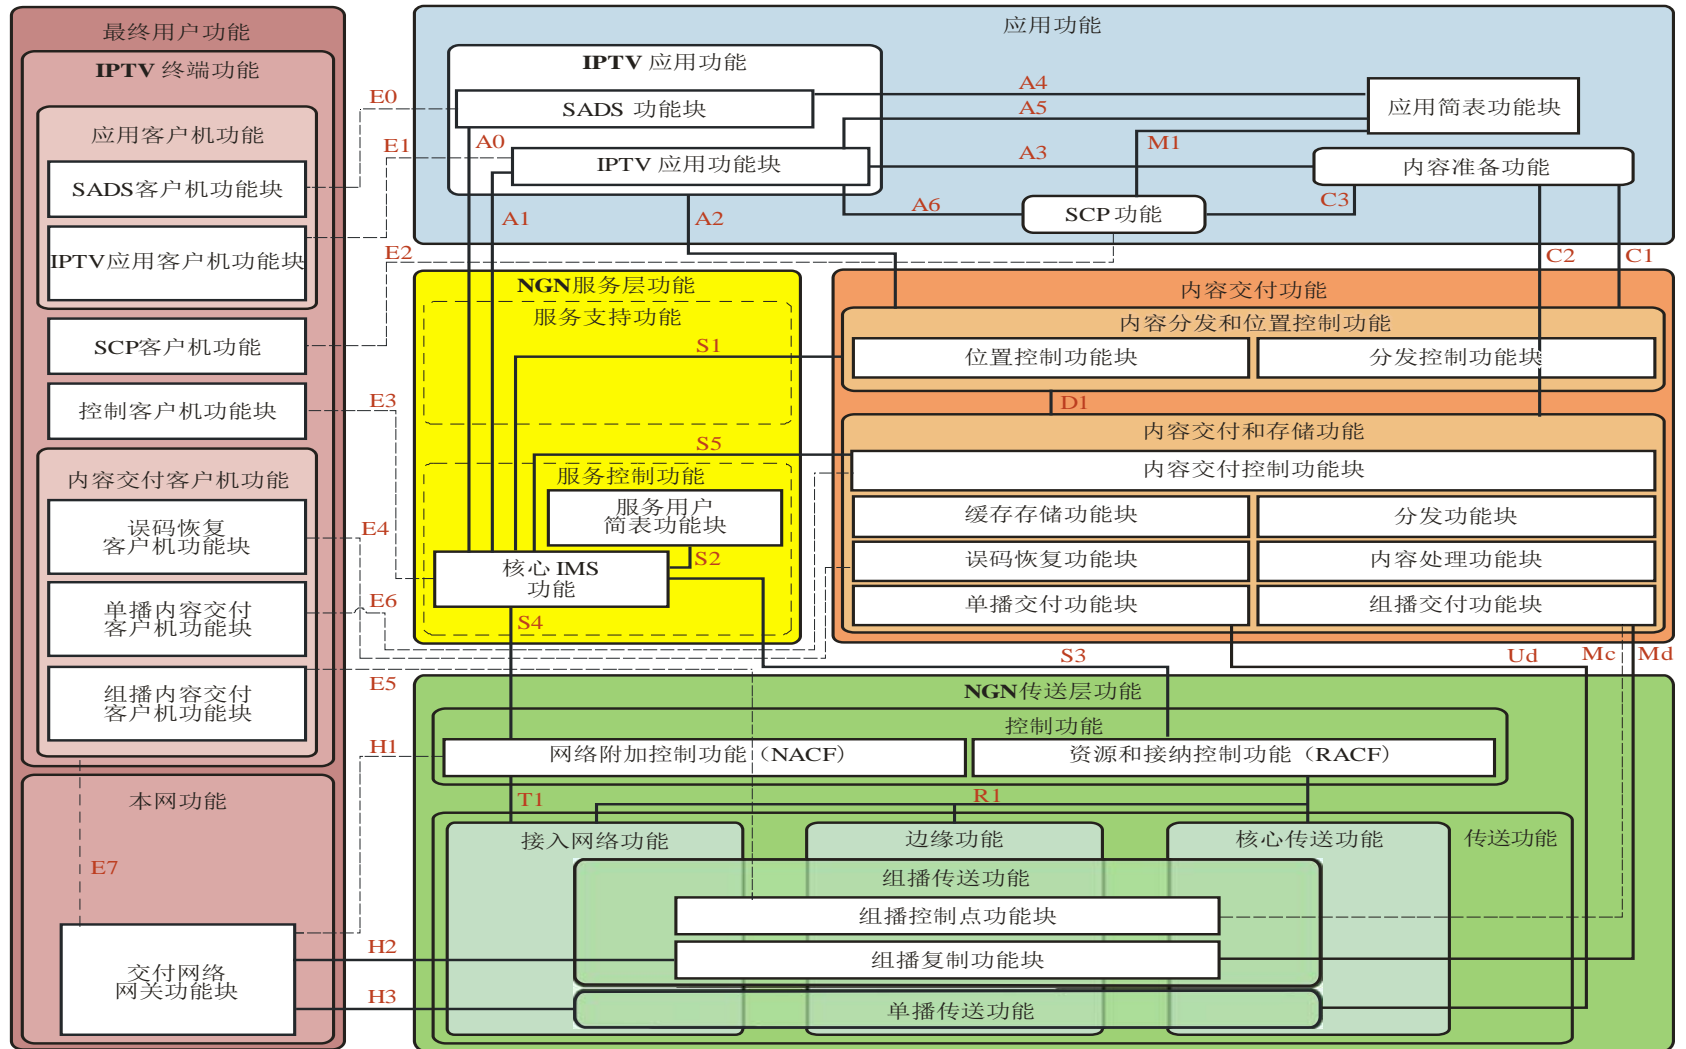 最终用户功能
IPTV 终端功能
应用客户机功能
SADS客户机功能块
IPTV应用客户机功能块
SCP客户机功能
控制客户机功能块
内容交付客户机功能
误码恢复
客户机功能块
单播内容交付
客户机功能块
组播内容交付
客户机功能块
本网功能
E7
交付网络
网关功能块
E0
E1
E2
E3
E4
E6
E5
H1
H2
H3
应用功能
IPTV 应用功能
SADS 功能块
IPTV 应用功能块
A0
A1
A2
A4
A5
A3
A6
M1
C3
应用简表功能块
内容准备功能
SCP 功能
C2
C1
NGN服务层功能
服务支持功能
S1
S5
服务控制功能
服务用户
简表功能块
S2
核心 IMS
功能
S4
内容交付功能
内容分发和位置控制功能
位置控制功能块
分发控制功能块
D1
内容交付和存储功能
内容交付控制功能块
缓存存储功能块
分发功能块
误码恢复功能块
内容处理功能块
单播交付功能块
组播交付功能块
S3
Ud
Mc
Md
NGN传送层功能
控制功能
网络附加控制功能（NACF）
资源和接纳控制功能（RACF）
T1
R1
接入网络功能
边缘功能
核心传送功能
传送功能
组播传送功能
组播控制点功能块
组播复制功能块
单播传送功能